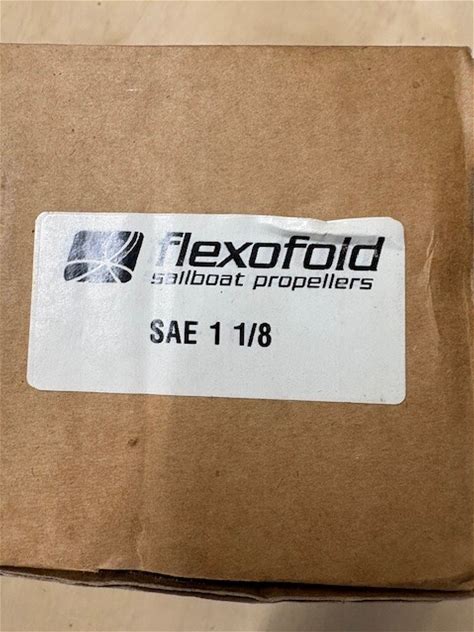 flexofold
sailboat propellers
SAE 1 1/8